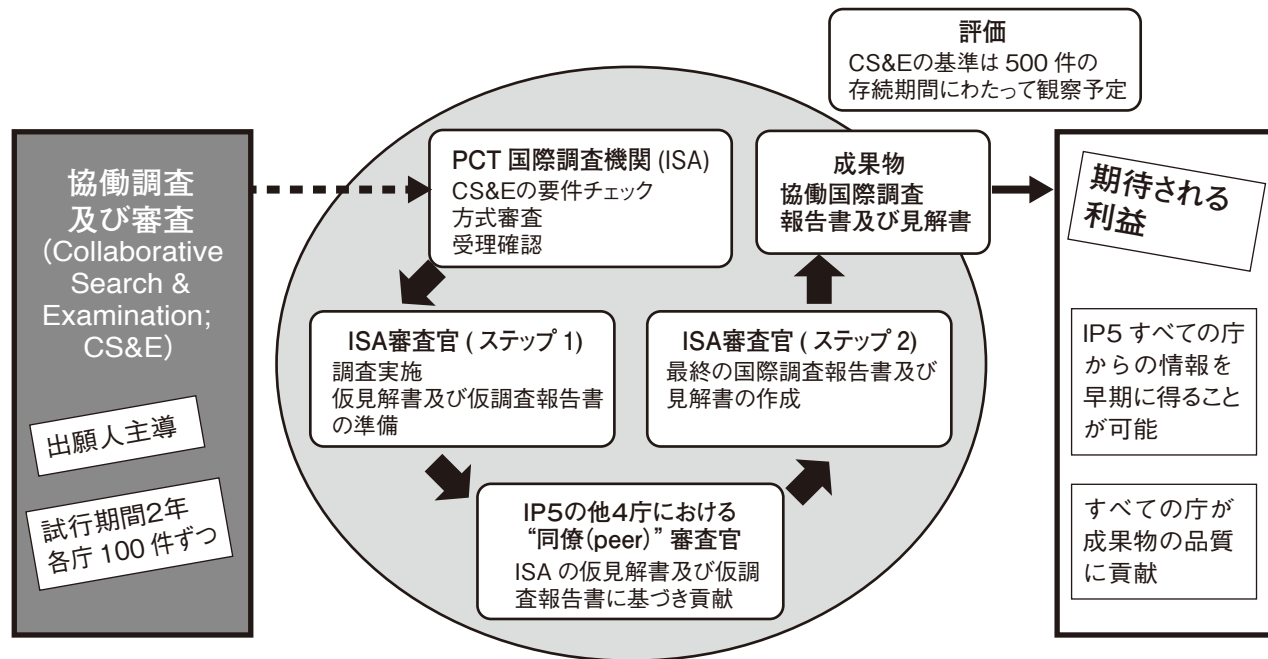 協働調査
及び審査
（Collaborative
Search &
Examination;
CS&E）
出願人主導
試行期間2年
各庁 100 件ずつ
PCT 国際調査機関 (ISA)
CS&Eの要件チェック
方式審査
受理確認
ISA審査官 ( ステップ 1)
調査実施
仮見解書及び仮調査報告書
の準備
IP5の他4庁における
“同僚(peer)” 審査官
ISA の仮見解書及び仮調
査報告書に基づき貢献
ISA審査官 ( ステップ 2)
最終の国際調査報告書及び
見解書の作成
成果物
協働国際調査
報告書及び見解書
評価
CS&Eの基準は 500 件の
存続期間にわたって観察予定
期待される
利益
IP5 すべての庁
からの情報を
早期に得ること
が可能
すべての庁が
成果物の品質
に貢献